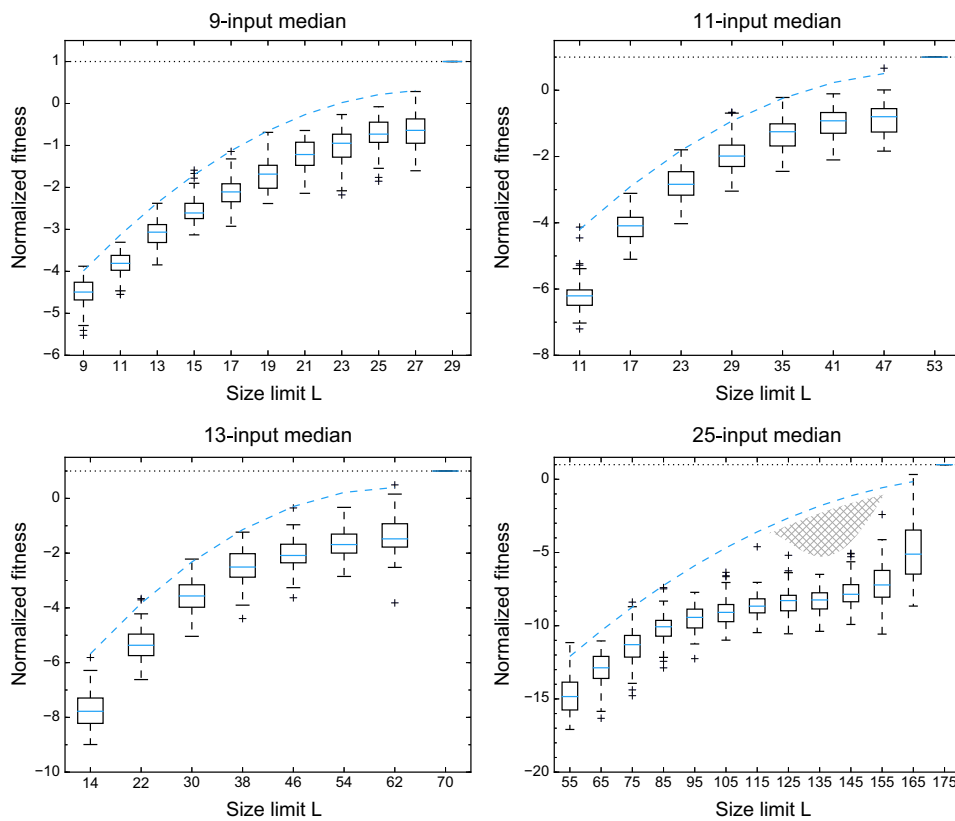 9-input median
Normalized fitness
1
0
−1
−2
−3
−4
−5
−6
9 11 13 15 17 19 21 23 25 27 29
Size limit L
11-input median
Normalized fitness
0
−2
−4
−6
−8
11 17 23 29 35 41 47 53
Size limit L
13-input median
Normalized fitness
0
−2
−4
−6
−8
−10
14 22 30 38 46 54 62 70
Size limit L
25-input median
Normalized fitness
0
−5
−10
−15
−20
55 65 75 85 95 105 115 125 135 145 155 165 175
Size limit L